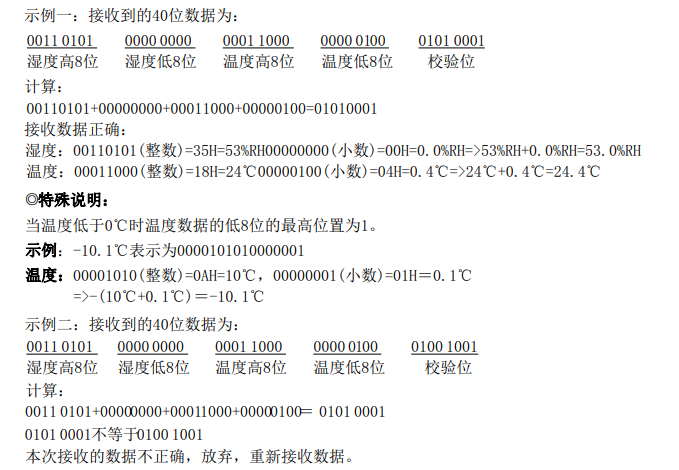 示例一：接收到的40位数据为：
0011 0101 0000 0000 0001 1000 0000 0100 0101 0001
湿度高8位 湿度低8位 温度高8位 温度低8位 校验位
计算：
00110101+00000000+00011000+00000100=01010001
接收数据正确：
湿度：00110101(整数)=35H=53%RH00000000(小数)=00H=0.0%RH=>53%RH+0.0%RH=53.0%RH
温度：00011000(整数)=18H=24℃00000100(小数)=04H=0.4℃=>24℃+0.4℃=24.4℃
◎特殊说明：
当温度低于0℃时温度数据的低8位的最高位置为1。
示例：-10.1℃表示为0000101010000001
温度：00001010(整数)=0AH=10℃，00000001(小数)=01H＝0.1℃
=>-(10℃+0.1℃)＝-10.1℃
示例二：接收到的40位数据为：
0011 0101 0000 0000 0001 1000 0000 0100 0100 1001
湿度高8位 湿度低8位 温度高8位 温度低8位 校验位
计算：
0011 0101+00000000+00011000+00000100＝ 0101 0001
0101 0001不等于0100 1001
本次接收的数据不正确，放弃，重新接收数据。